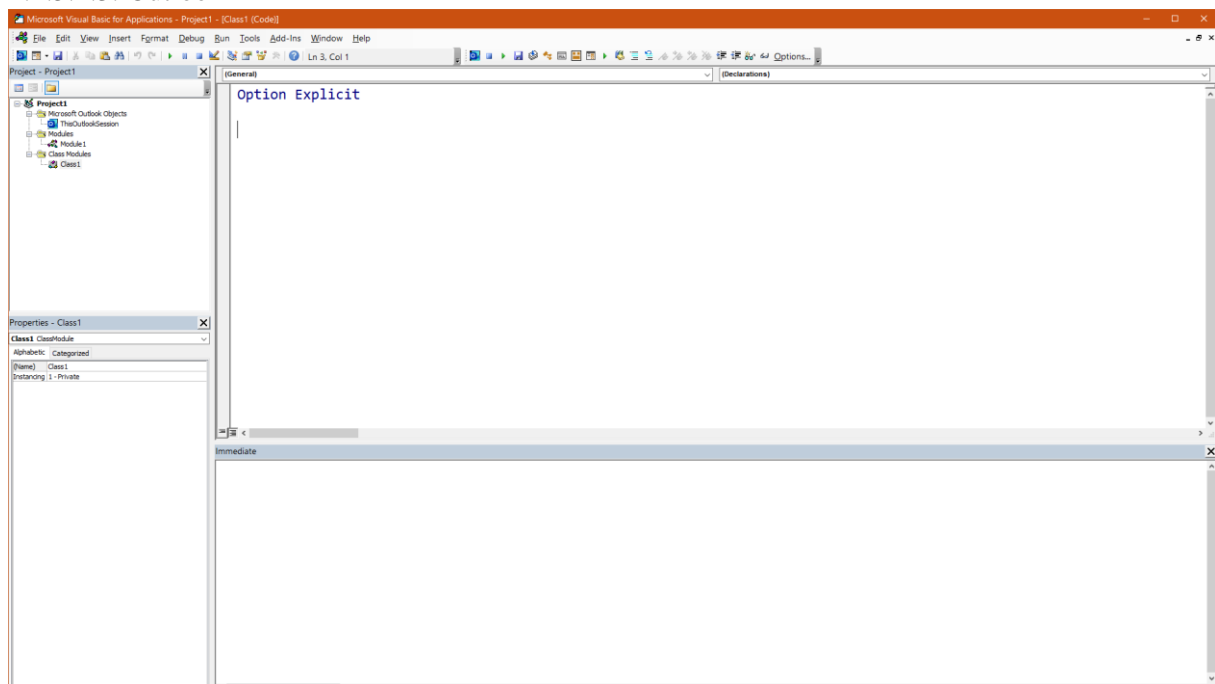 Microsoft Visual Basic for Applications - Project1 - [Class1 (Code)]
File Edit View Insert Format Debug Run Tools Add-Ins Window Help
Ln 3, Col 1
Options...
Project - Project1
Project1
Microsoft Outlook Objects
ThisOutlookSession
Modules
Module1
Class Modules
Class1
(General)
(Declarations)
Option Explicit
Properties - Class1
Class1 ClassModule
Alphabetic Categorized
(Name) Class1
Instancing 1 - Private
Immediate